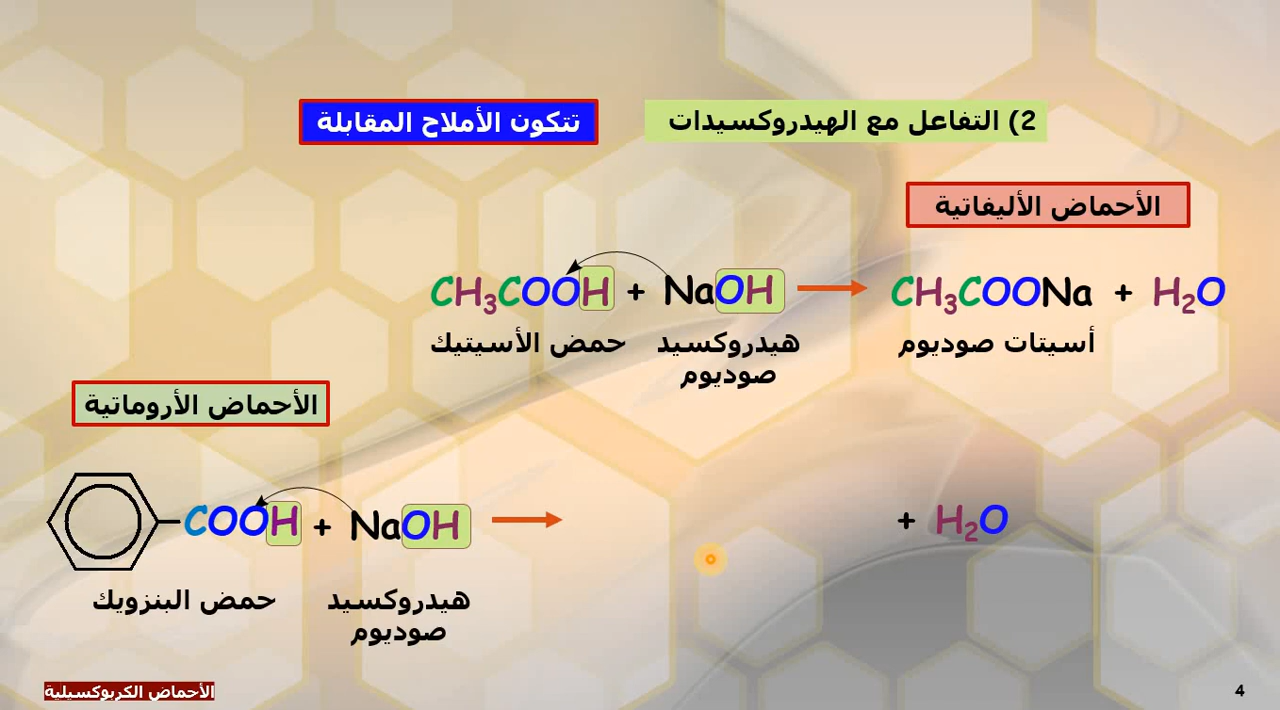 2) التفاعل مع الهيدروكسيدات
تتكون الأملاح المقابلة
الأحماض الأليفاتية
CH₃COOH + NaOH → CH₃COONa + H₂O
حمض الأسيتيك هيدروكسيد أسيتات صوديوم
صوديوم
الأحماض الأروماتية
COOH + NaOH → + H₂O
حمض البنزويك هيدروكسيد
صوديوم
الأحماض الكربوكسيلية
4